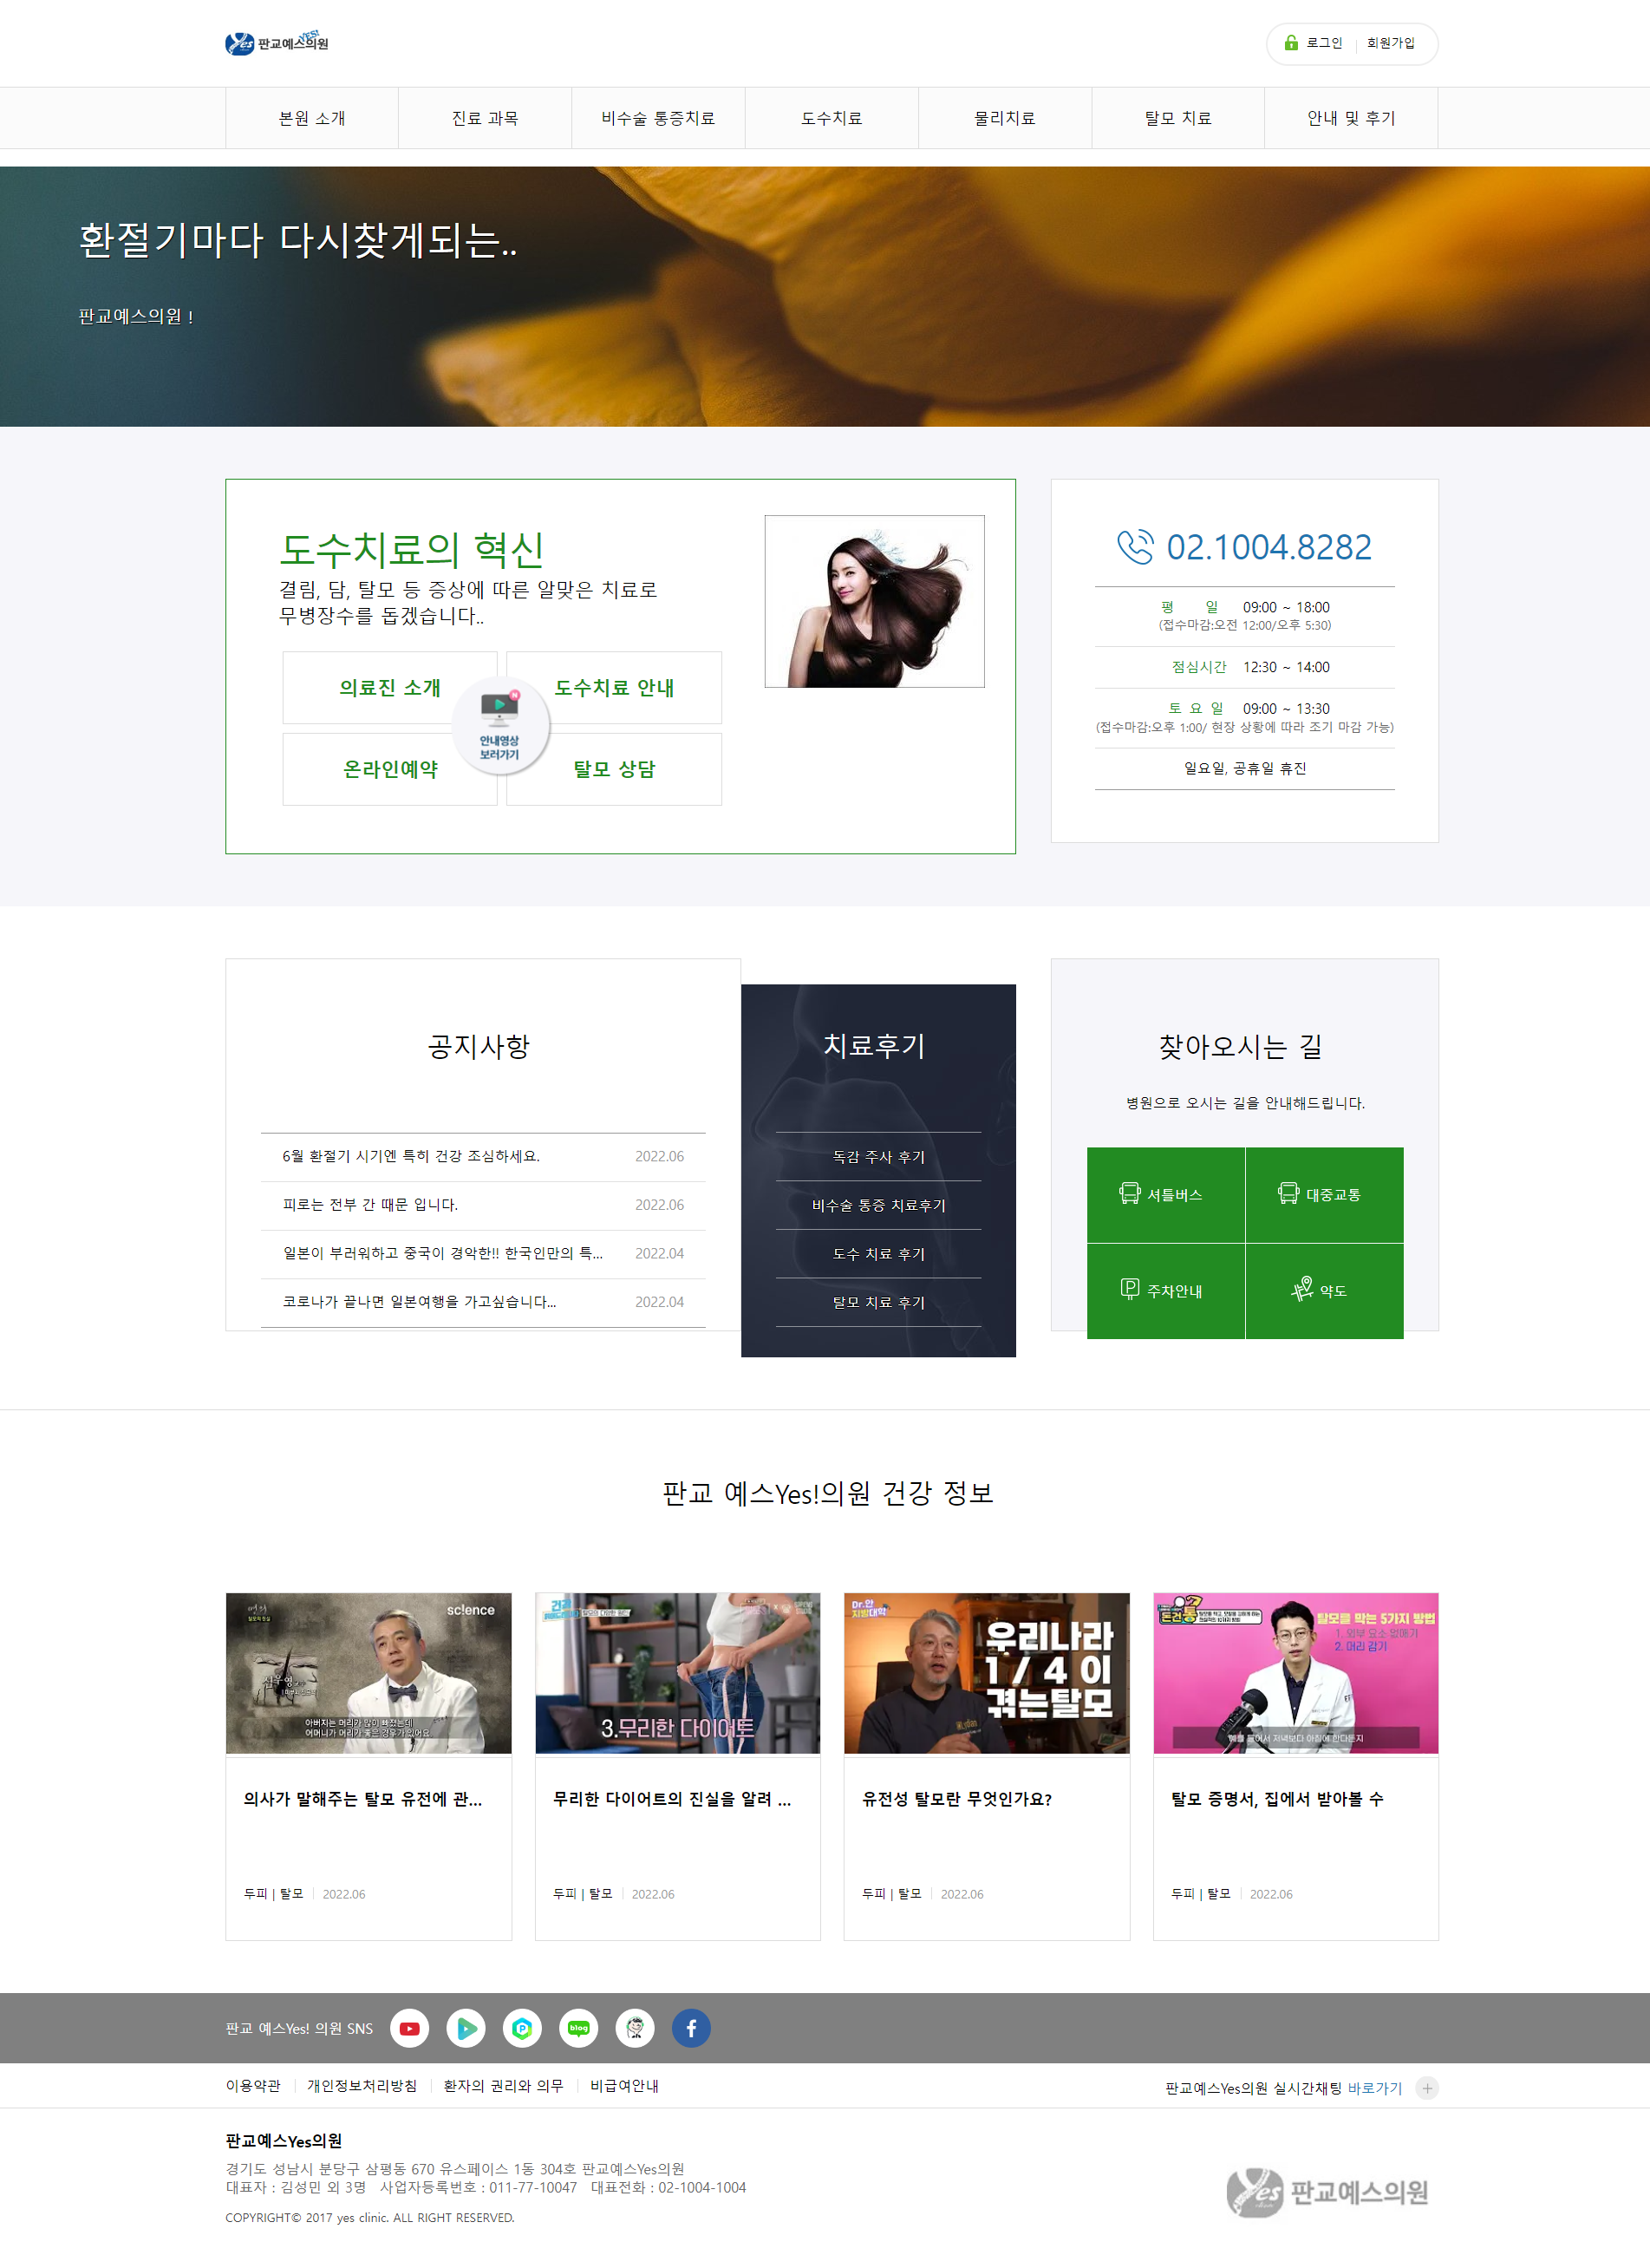 Yes 판교예스의원 YES!
로그인
회원가입
본원 소개
진료 과목
비수술 통증치료
도수치료
물리치료
탈모 치료
안내 및 후기
환절기마다 다시찾게되는..
판교예스의원 !
도수치료의 혁신
결림, 담, 탈모 등 증상에 따른 알맞은 치료로
무병장수를 돕겠습니다..
의료진 소개
도수치료 안내
안내영상
보러가기
온라인예약
탈모 상담
02.1004.8282
평 일 09:00 ~ 18:00
(접수마감:오전 12:00/오후 5:30)
점심시간 12:30 ~ 14:00
토 요 일 09:00 ~ 13:30
(접수마감:오후 1:00/ 현장 상황에 따라 조기 마감 가능)
일요일, 공휴일 휴진
공지사항
6월 환절기 시기엔 특히 건강 조심하세요. 2022.06
피로는 전부 간 때문 입니다. 2022.06
일본이 부러워하고 중국이 경악한!! 한국인만의 특... 2022.04
코로나가 끝나면 일본여행을 가고싶습니다... 2022.04
치료후기
독감 주사 후기
비수술 통증 치료후기
도수 치료 후기
탈모 치료 후기
찾아오시는 길
병원으로 오시는 길을 안내해드립니다.
셔틀버스
대중교통
주차안내
약도
판교 예스Yes!의원 건강 정보
sc!ence
아버지는 머리가 많이 빠졌는데
어머니가 머리가 좋은 경우가 있어요
의사가 말해주는 탈모 유전에 관...
두피 | 탈모 2022.06
건강
3.무리한 다이어트
무리한 다이어트의 진실을 알려 ...
두피 | 탈모 2022.06
Dr.안
지방대학
우리나라
1 / 4 이
겪는탈모
유전성 탈모란 무엇인가요?
두피 | 탈모 2022.06
탈모를 막는 5가지 방법
1. 외부 요소 없애기
2. 머리 감기
탈모 증명서, 집에서 받아볼 수
두피 | 탈모 2022.06
판교 예스Yes! 의원 SNS
blog
이용약관
개인정보처리방침
환자의 권리와 의무
비급여안내
판교예스Yes의원 실시간채팅 바로가기
판교예스Yes의원
경기도 성남시 분당구 삼평동 670 유스페이스 1동 304호 판교예스Yes의원
대표자 : 김성민 외 3명 사업자등록번호 : 011-77-10047 대표전화 : 02-1004-1004
COPYRIGHT© 2017 yes clinic. ALL RIGHT RESERVED.
Yes 판교예스의원